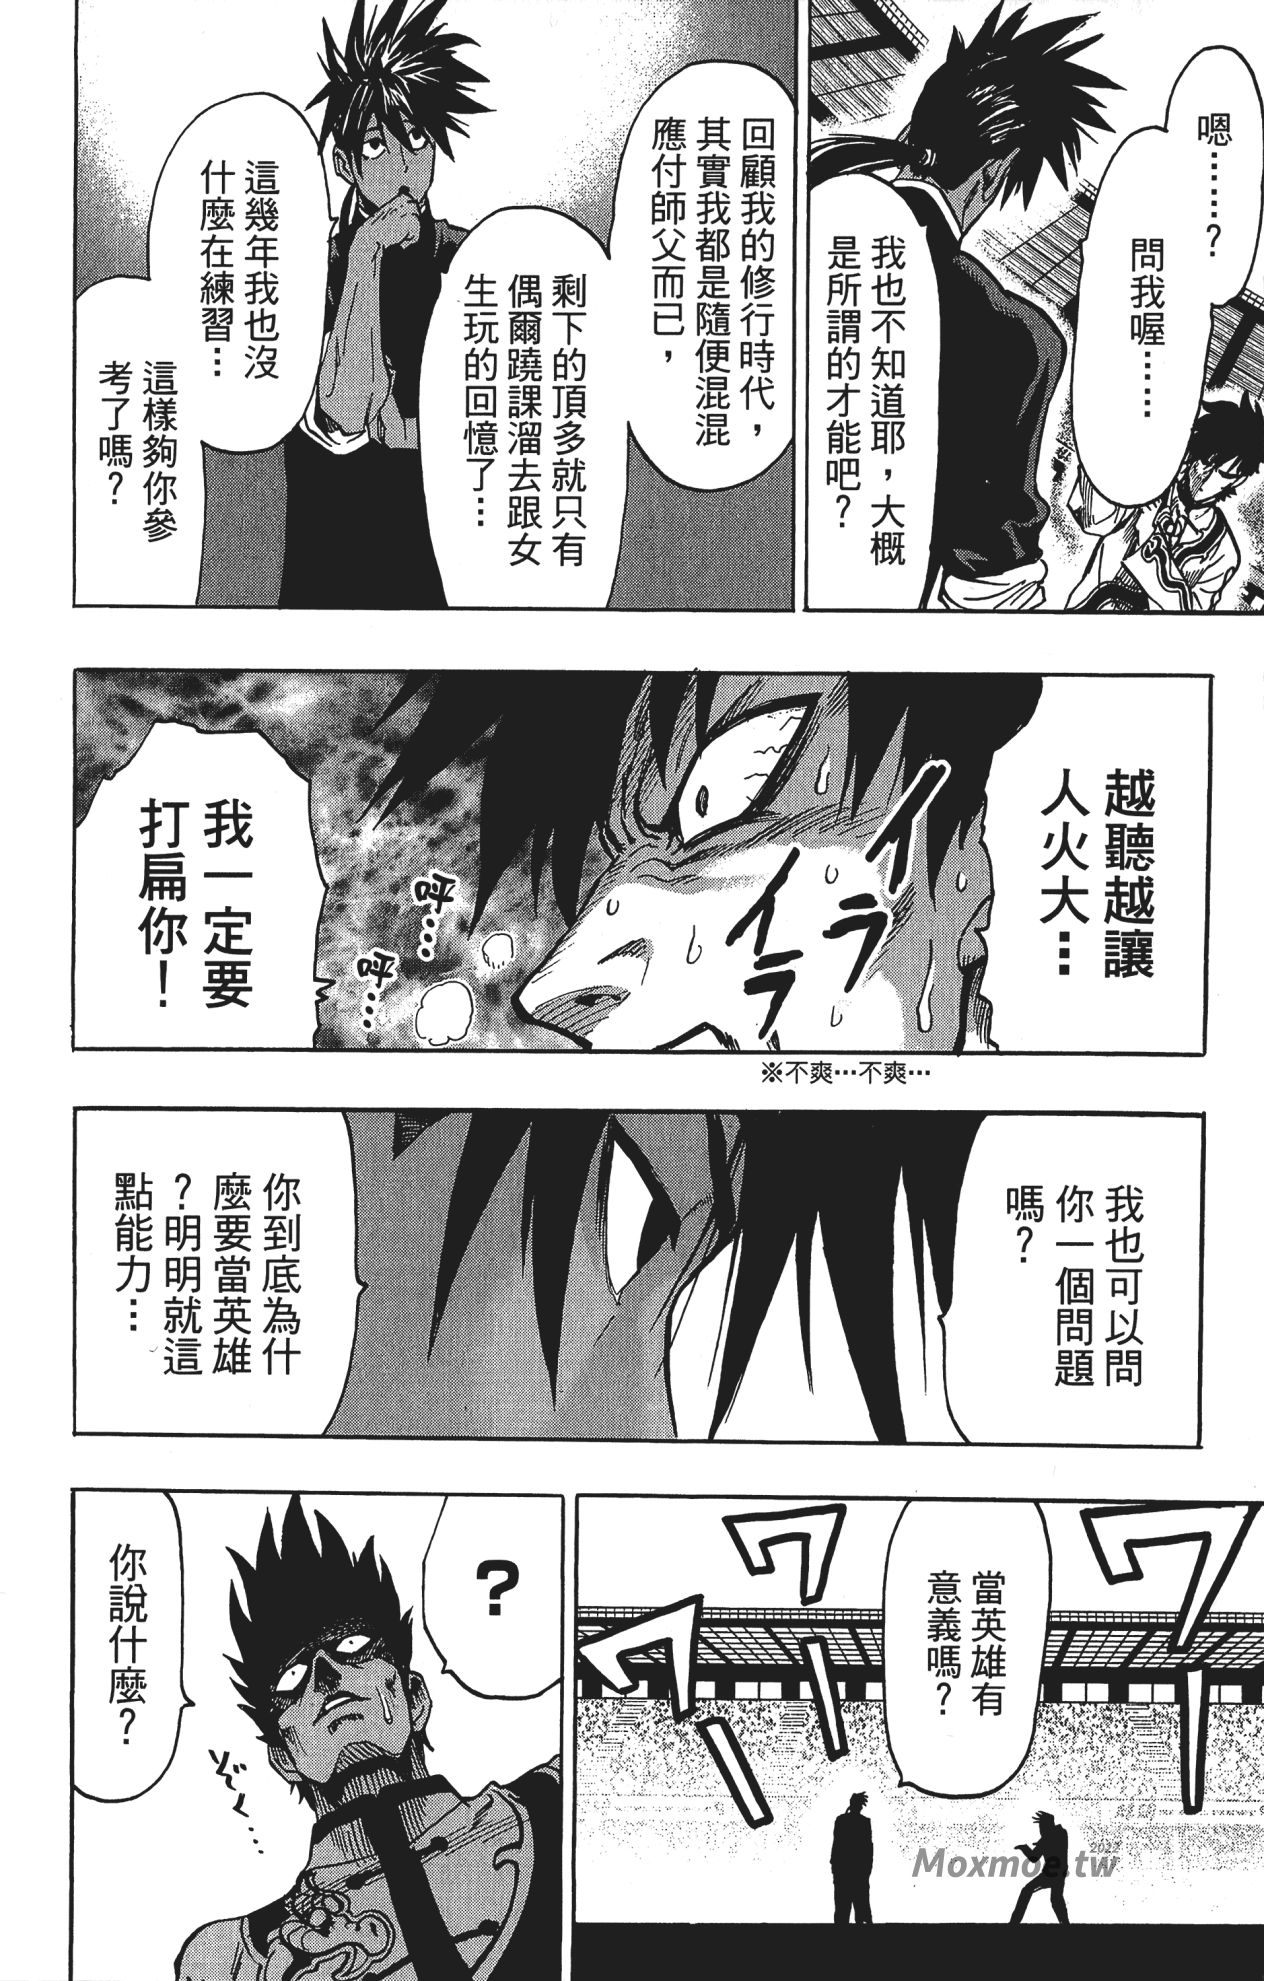 嗯……？
問我喔……
我也不知道耶，大概
是所謂的才能吧？
回顧我的修行時代，
其實我都是隨便混混
應付師父而已，
剩下的頂多就只有
偶爾蹺課溜去跟女
生玩的回憶了…
這幾年我也沒
什麼在練習…
這樣夠你參
考了嗎？
越聽越讓
人火大…
イラ
イラ
呼…
呼…
我一定要
打扁你！
※不爽…不爽…
我也可以問
你一個問題
嗎？
你到底為什
麼要當英雄
？明明就這
點能力…
ワー
ワー
ワー
當英雄有
意義嗎？
2022
Moxmoe.tw
？
ぞく…
你說什麼？